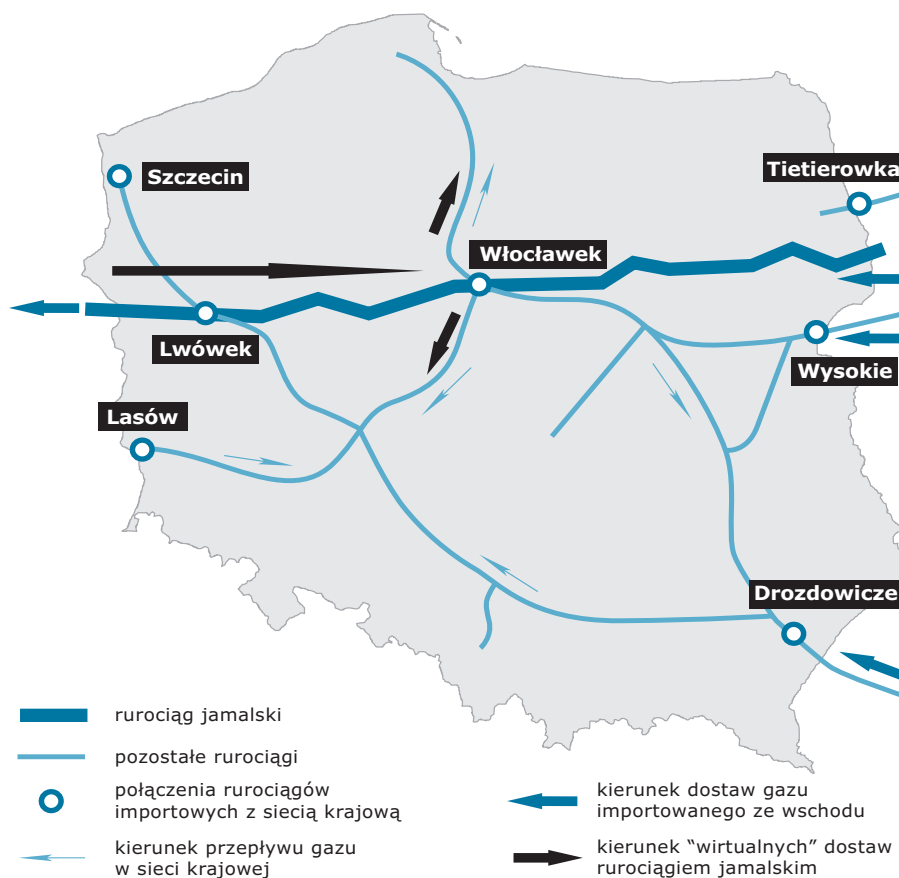 Szczecin
Tietierowka
Włocławek
Lwówek
Wysokie
Lasów
Drozdowicze
rurociąg jamalski
pozostałe rurociągi
połączenia rurociągów
importowych z siecią krajową
kierunek przepływu gazu
w sieci krajowej
kierunek dostaw gazu
importowanego ze wschodu
kierunek “wirtualnych” dostaw
rurociągiem jamalskim